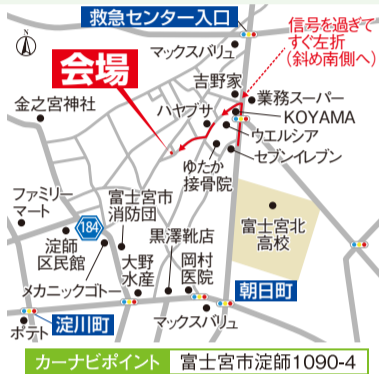 救急センター入口
N
マックスバリュ
信号を過ぎて
すぐ左折
(斜め南側へ)
会場
吉野家
金之宮神社
ハヤブサ
業務スーパー
KOYAMA
ウエルシア
セブンイレブン
ゆたか
接骨院
ファミリー
マート
184
淀師
区民館
富士宮市
消防団
メカニックゴトー
大野
水産
黒澤靴店
岡村
医院
富士宮北
高校
朝日町
マックスバリュ
ポテト
淀川町
カーナビポイント 富士宮市淀師1090-4